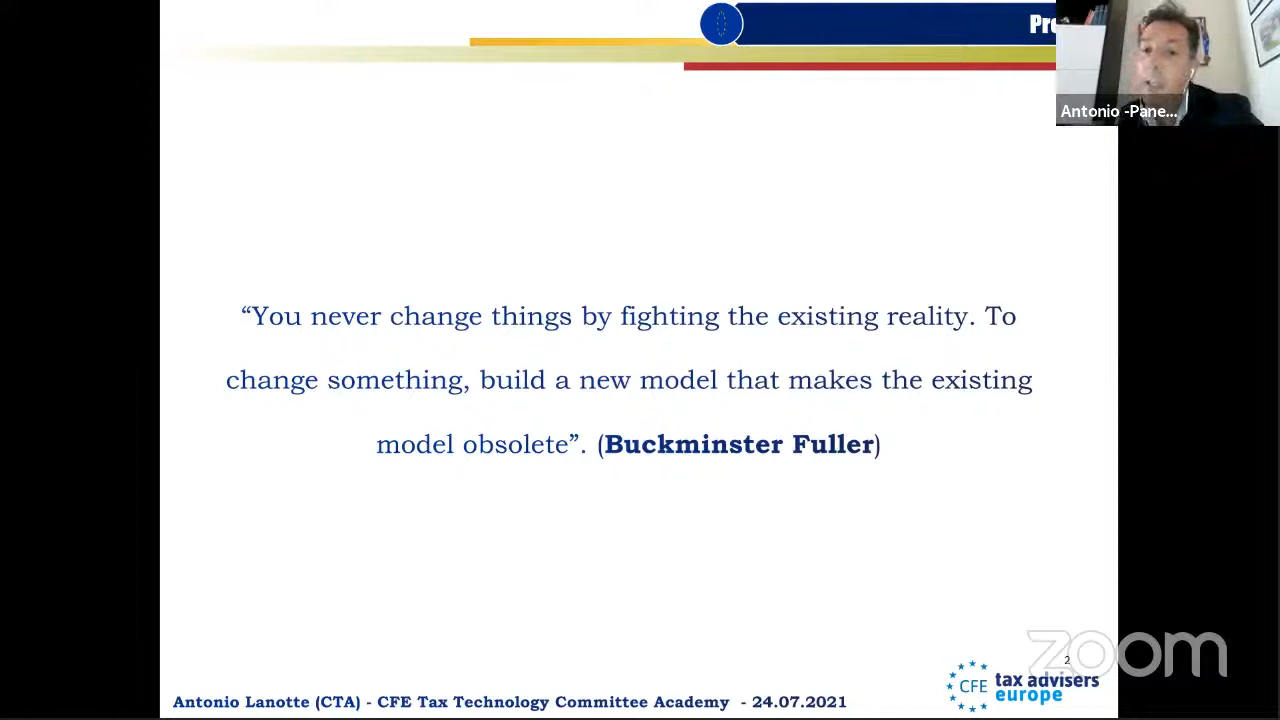 Pre
Antonio -Pane...
“You never change things by fighting the existing reality. To
change something, build a new model that makes the existing
model obsolete”. (Buckminster Fuller)
zoom
2
CFE tax advisers
europe
Antonio Lanotte (CTA) - CFE Tax Technology Committee Academy - 24.07.2021